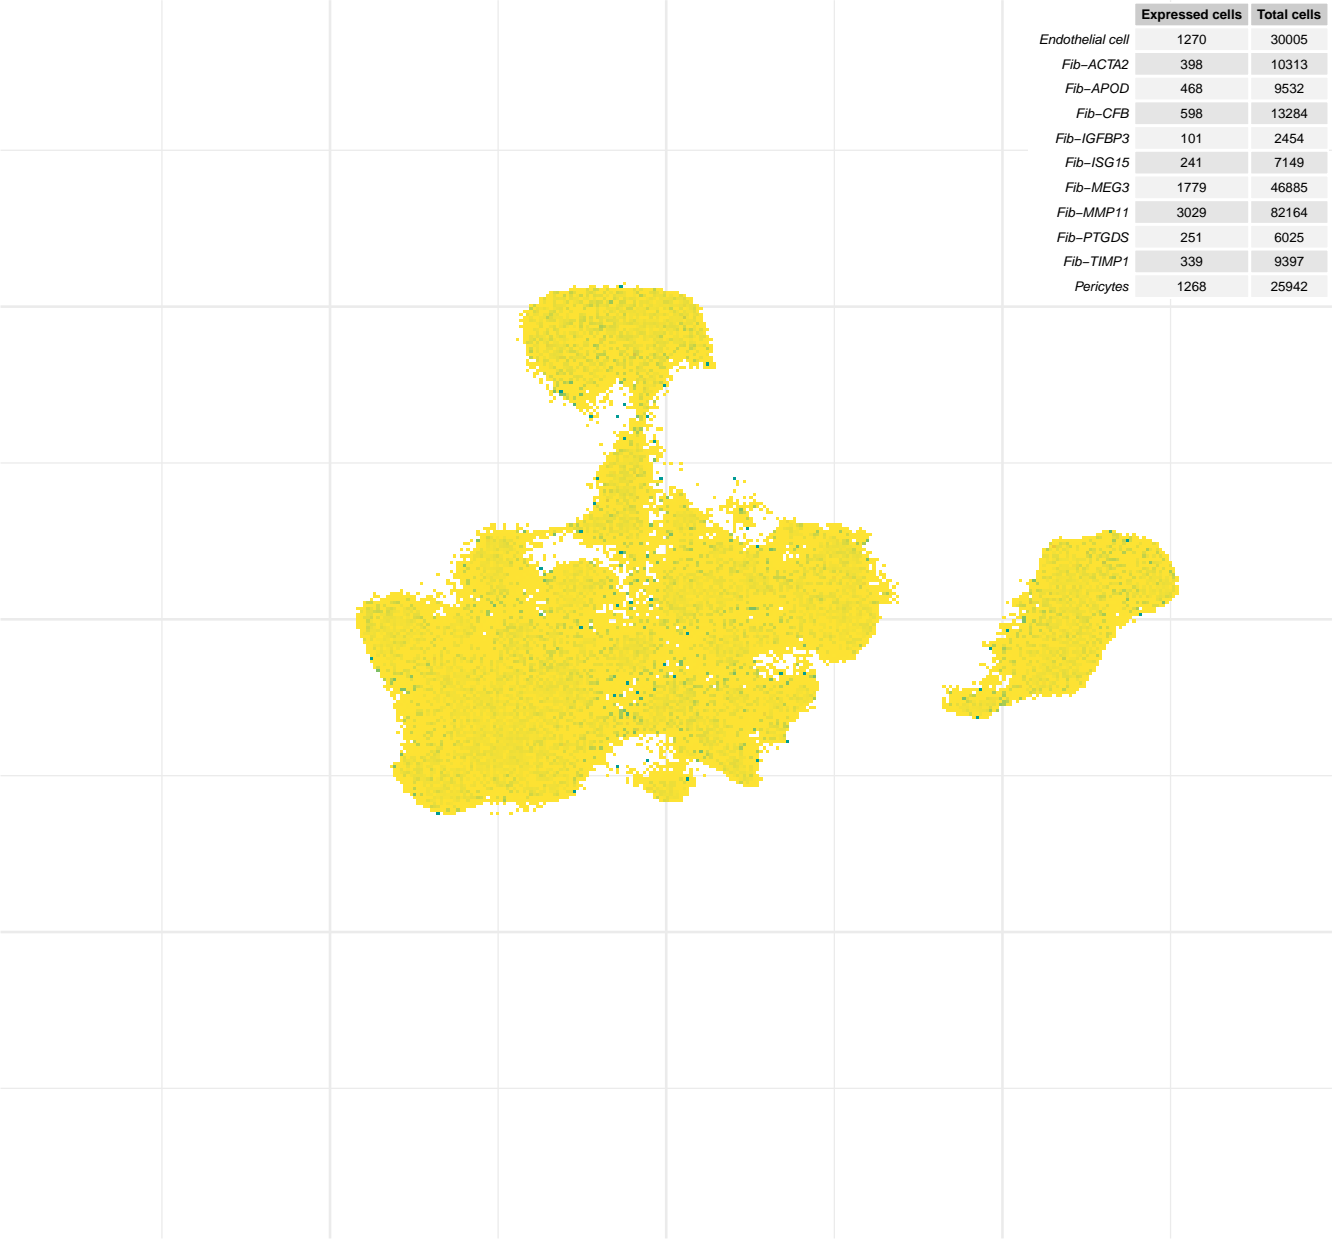 Expressed cells Total cells
Endothelial cell 1270 30005
Fib−ACTA2 398 10313
Fib−APOD 468 9532
Fib−CFB 598 13284
Fib−IGFBP3 101 2454
Fib−ISG15 241 7149
Fib−MEG3 1779 46885
Fib−MMP11 3029 82164
Fib−PTGDS 251 6025
Fib−TIMP1 339 9397
Pericytes 1268 25942